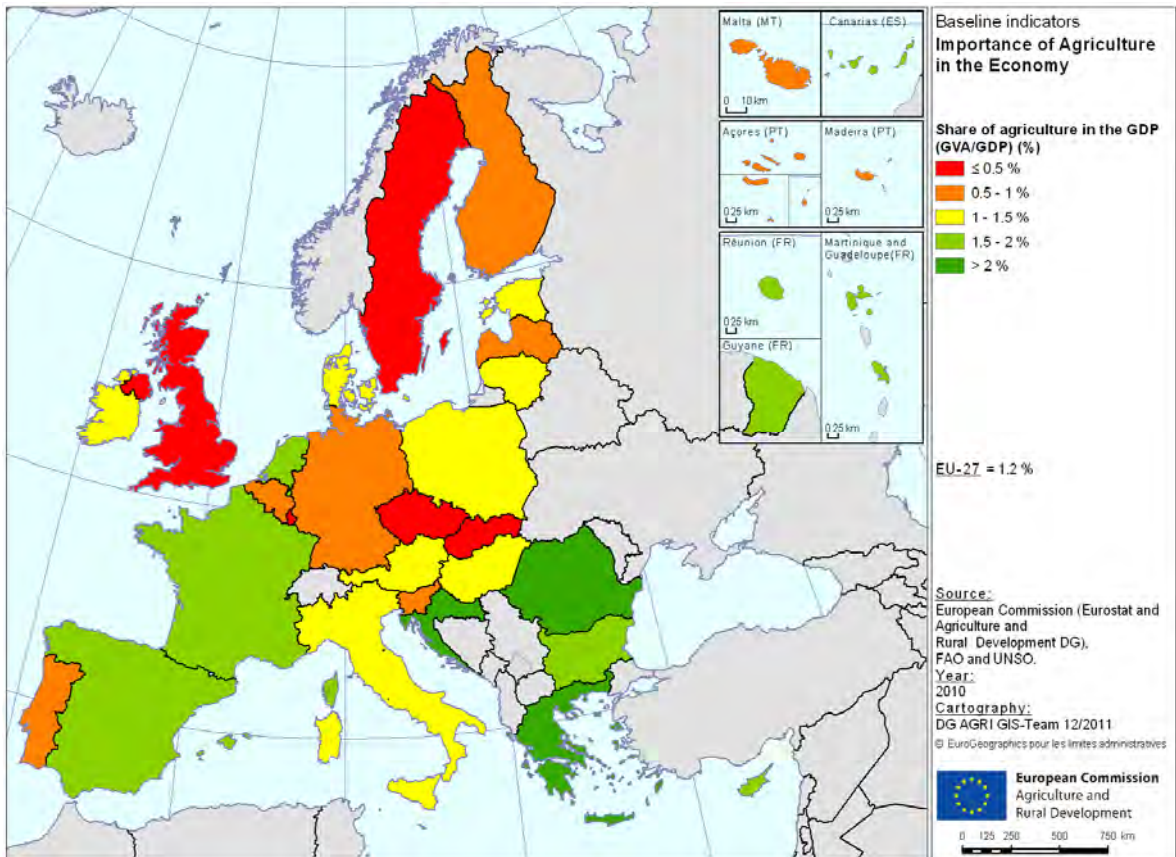 Malta (MT)
0 10 km
Canarias (ES)
Açores (PT)
0 25 km
Madeira (PT)
0 25 km
Réunion (FR)
0 25 km
Martinique and
Guadeloupe(FR)
Guyane (FR)
0 25 km
Baseline indicators
Importance of Agriculture
in the Economy
Share of agriculture in the GDP
(GVA/GDP) (%)
≤ 0.5 %
0.5 - 1 %
1 - 1.5 %
1.5 - 2 %
> 2 %
EU-27 = 1.2 %
Source:
European Commission (Eurostat and
Agriculture and
Rural Development DG),
FAO and UNSO.
Year:
2010
Cartography:
DG AGRI GIS-Team 12/2011
© EuroGeographics pour les limites administratives
European Commission
Agriculture and
Rural Development
0 125 250 500 750 km